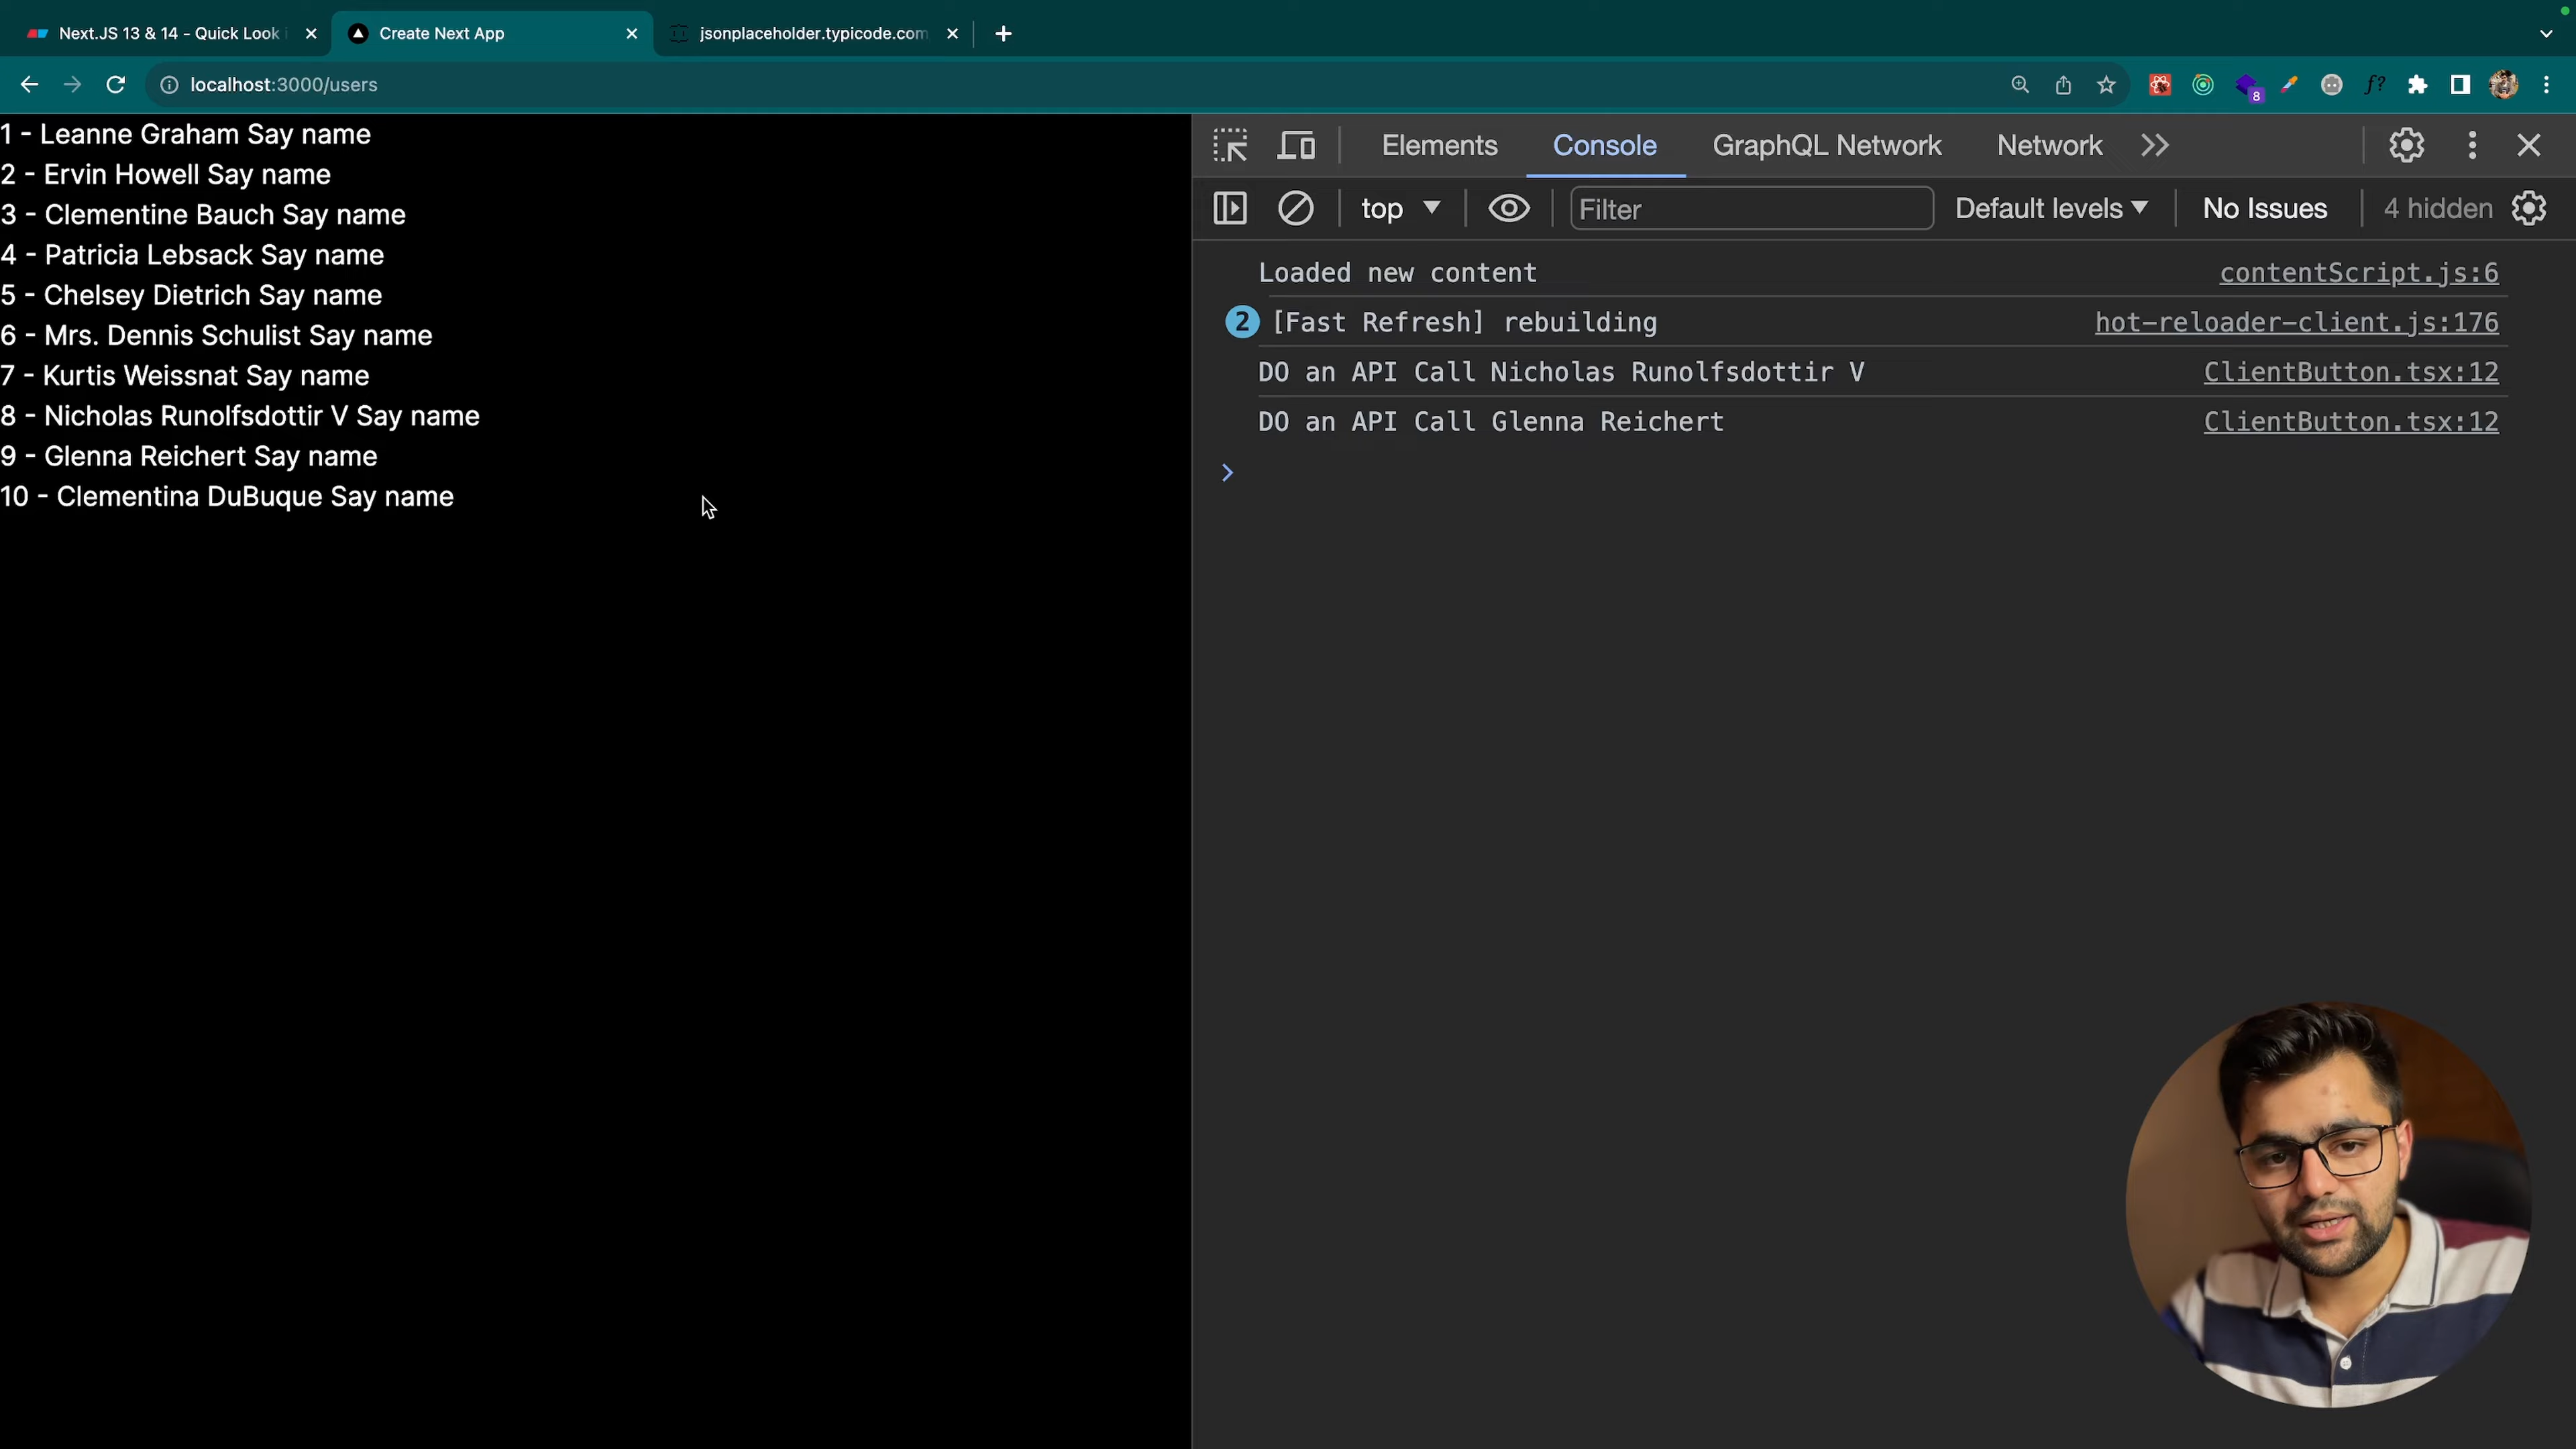 Next.JS 13 & 14 - Quick Look
Create Next App
jsonplaceholder.typicode.com
localhost:3000/users
f?
8
1 - Leanne Graham Say name
2 - Ervin Howell Say name
3 - Clementine Bauch Say name
4 - Patricia Lebsack Say name
5 - Chelsey Dietrich Say name
6 - Mrs. Dennis Schulist Say name
7 - Kurtis Weissnat Say name
8 - Nicholas Runolfsdottir V Say name
9 - Glenna Reichert Say name
10 - Clementina DuBuque Say name
Elements Console GraphQL Network Network
top Filter Default levels No Issues 4 hidden
Loaded new content contentScript.js:6
2 [Fast Refresh] rebuilding hot-reloader-client.js:176
DO an API Call Nicholas Runolfsdottir V ClientButton.tsx:12
DO an API Call Glenna Reichert ClientButton.tsx:12